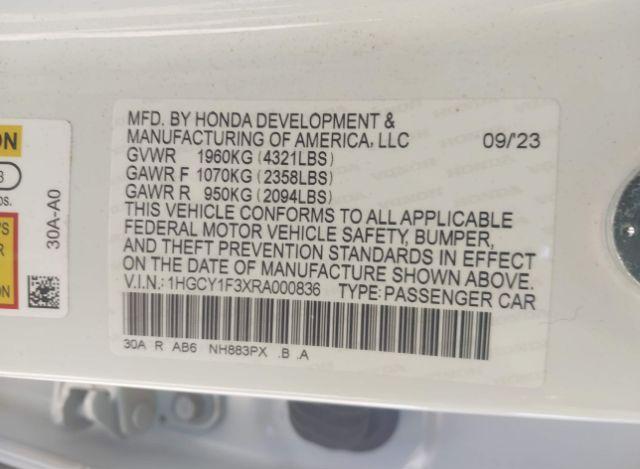 MFD. BY HONDA DEVELOPMENT &
MANUFACTURING OF AMERICA, LLC 09/'23
GVWR 1960KG (4321LBS)
GAWR F 1070KG (2358LBS)
GAWR R 950KG (2094LBS)
THIS VEHICLE CONFORMS TO ALL APPLICABLE
FEDERAL MOTOR VEHICLE SAFETY, BUMPER,
AND THEFT PREVENTION STANDARDS IN EFFECT
ON THE DATE OF MANUFACTURE SHOWN ABOVE.
V.I.N.: 1HGCY1F3XRA000836 TYPE: PASSENGER CAR
30A R AB6 NH883PX .B .A
30A-A0